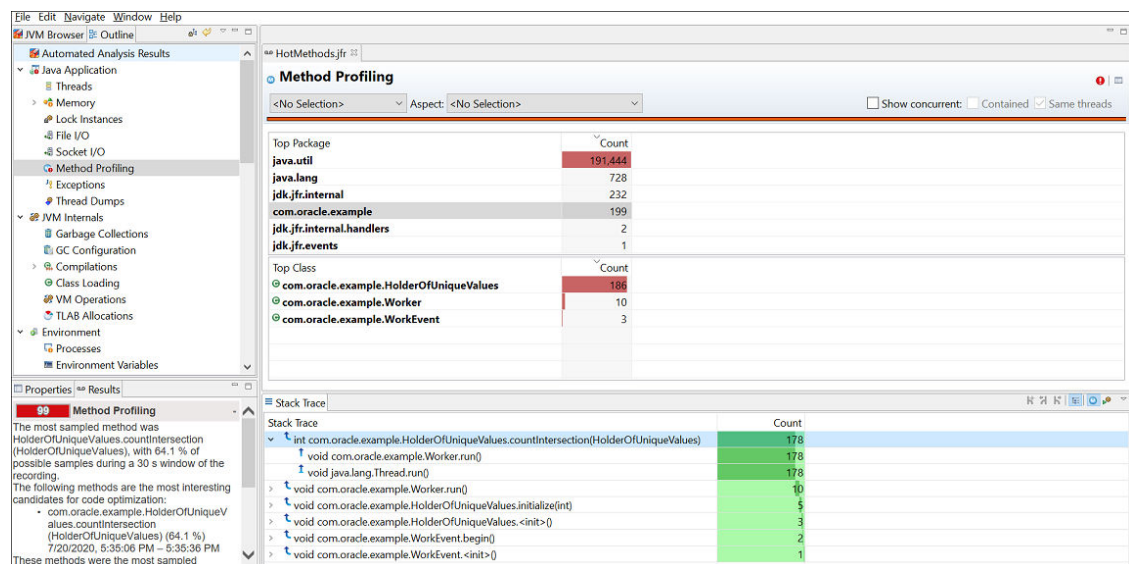 File Edit Navigate Window Help
JVM Browser Outline
Automated Analysis Results
Java Application
Threads
Memory
Lock Instances
File I/O
Socket I/O
Method Profiling
Exceptions
Thread Dumps
JVM Internals
Garbage Collections
GC Configuration
Compilations
Class Loading
VM Operations
TLAB Allocations
Environment
Processes
Environment Variables
Properties Results
99 Method Profiling -
The most sampled method was
HolderOfUniqueValues.countIntersection
(HolderOfUniqueValues), with 64.1 % of
possible samples during a 30 s window of the
recording.
The following methods are the most interesting
candidates for code optimization:
• com.oracle.example.HolderOfUniqueV
alues.countIntersection
(HolderOfUniqueValues) (64.1 %)
7/20/2020, 5:35:06 PM – 5:35:36 PM
These methods were the most sampled
HotMethods.jfr
Method Profiling
<No Selection> Aspect: <No Selection> Show concurrent: Contained Same threads
Top Package Count
java.util 191,444
java.lang 728
jdk.jfr.internal 232
com.oracle.example 199
jdk.jfr.internal.handlers 2
jdk.jfr.events 1
Top Class Count
com.oracle.example.HolderOfUniqueValues 186
com.oracle.example.Worker 10
com.oracle.example.WorkEvent 3
Stack Trace
Stack Trace Count
int com.oracle.example.HolderOfUniqueValues.countIntersection(HolderOfUniqueValues) 178
void com.oracle.example.Worker.run() 178
void java.lang.Thread.run() 178
void com.oracle.example.Worker.run() 10
void com.oracle.example.HolderOfUniqueValues.initialize(int) 5
void com.oracle.example.HolderOfUniqueValues.<init>() 3
void com.oracle.example.WorkEvent.begin() 2
void com.oracle.example.WorkEvent.<init>() 1